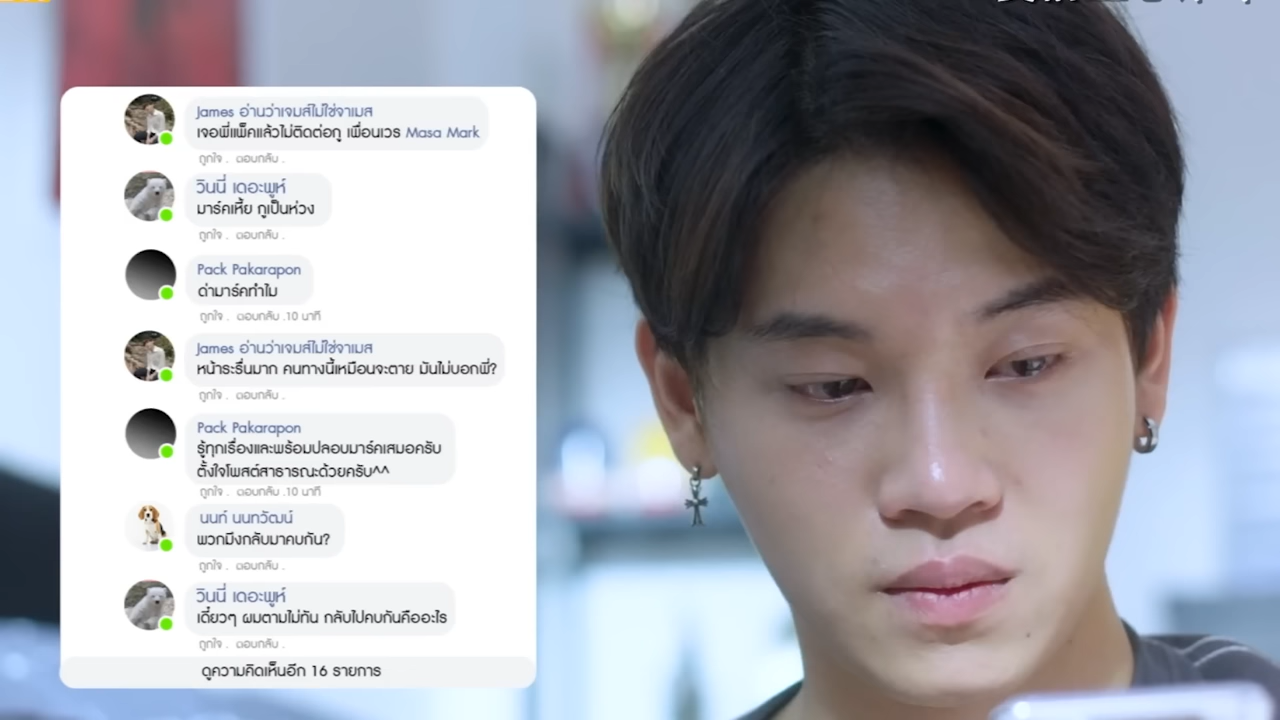 James อ่านว่าเจมส์ไม่ใช่จาเมส
เจอพี่แพ็คแล้วไม่ติดต่อกู เพื่อนเวร Masa Mark
ถูกใจ . ตอบกลับ .
วินนี่ เดอะพูห์
มาร์คเหี้ย กูเป็นห่วง
ถูกใจ . ตอบกลับ .
Pack Pakarapon
ด่ามาร์คทำไม
ถูกใจ . ตอบกลับ .10 นาที
James อ่านว่าเจมส์ไม่ใช่จาเมส
หน้าระรื่นมาก คนทางนี้เหมือนจะตาย มันไม่บอกพี่?
ถูกใจ . ตอบกลับ .
Pack Pakarapon
รู้ทุกเรื่องและพร้อมปลอบมาร์คเสมอครับ
ตั้งใจโพสต์สาธารณะด้วยครับ^^
ถูกใจ . ตอบกลับ .10 นาที
นนท์ นนทวัฒน์
พวกมึงกลับมาคบกัน?
ถูกใจ . ตอบกลับ .
วินนี่ เดอะพูห์
เดี๋ยวๆ ผมตามไม่ทัน กลับไปคบกันคืออะไร
ถูกใจ . ตอบกลับ .
ดูความคิดเห็นอีก 16 รายการ